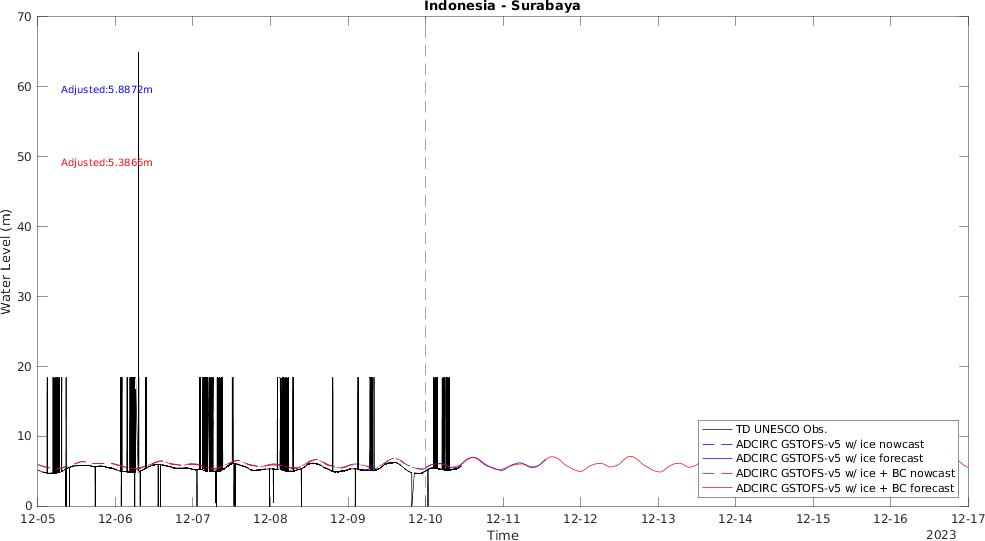 Indonesia - Surabaya
70
60
50
40
30
20
10
0
Water Level (m)
Adjusted:5.8872m
Adjusted:5.3866m
TD UNESCO Obs.
ADCIRC GSTOFS-v5 w/ ice nowcast
ADCIRC GSTOFS-v5 w/ ice forecast
ADCIRC GSTOFS-v5 w/ ice + BC nowcast
ADCIRC GSTOFS-v5 w/ ice + BC forecast
12-05 12-06 12-07 12-08 12-09 12-10 12-11 12-12 12-13 12-14 12-15 12-16 12-17
Time
2023